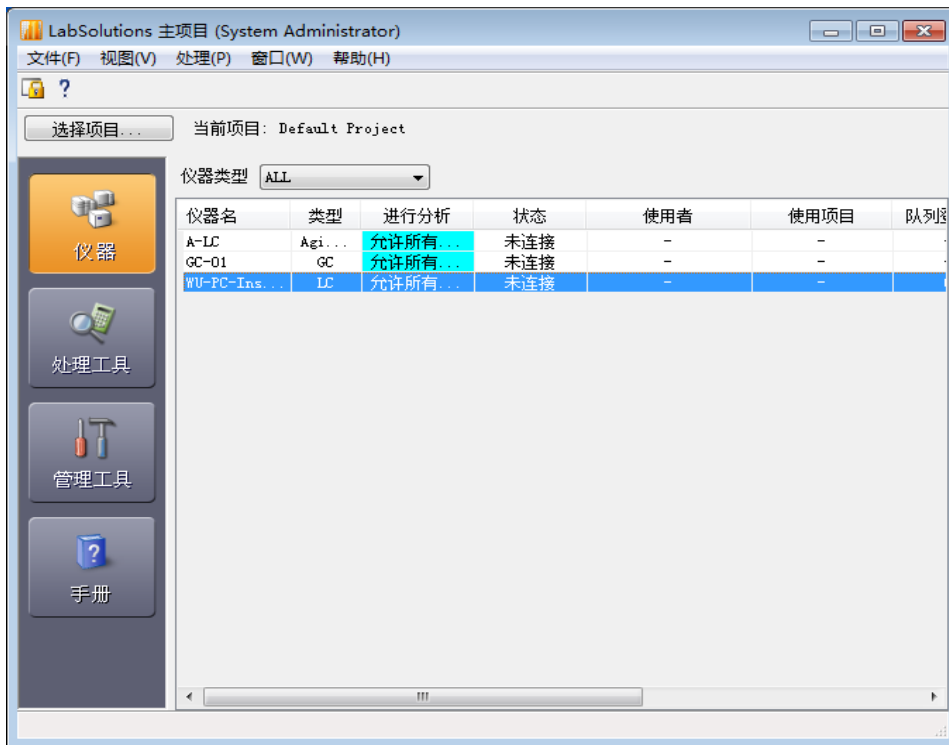 LabSolutions 主项目 (System Administrator)
文件(F) 视图(V) 处理(P) 窗口(W) 帮助(H)
?
选择项目... 当前项目: Default Project
仪器类型 ALL
仪器名 类型 进行分析 状态 使用者 使用项目 队列
A-LC Agi... 允许所有... 未连接 - -
GC-01 GC 允许所有... 未连接 - -
WU-PC-Ins... LC 允许所有... 未连接 - -
仪器
处理工具
管理工具
手册